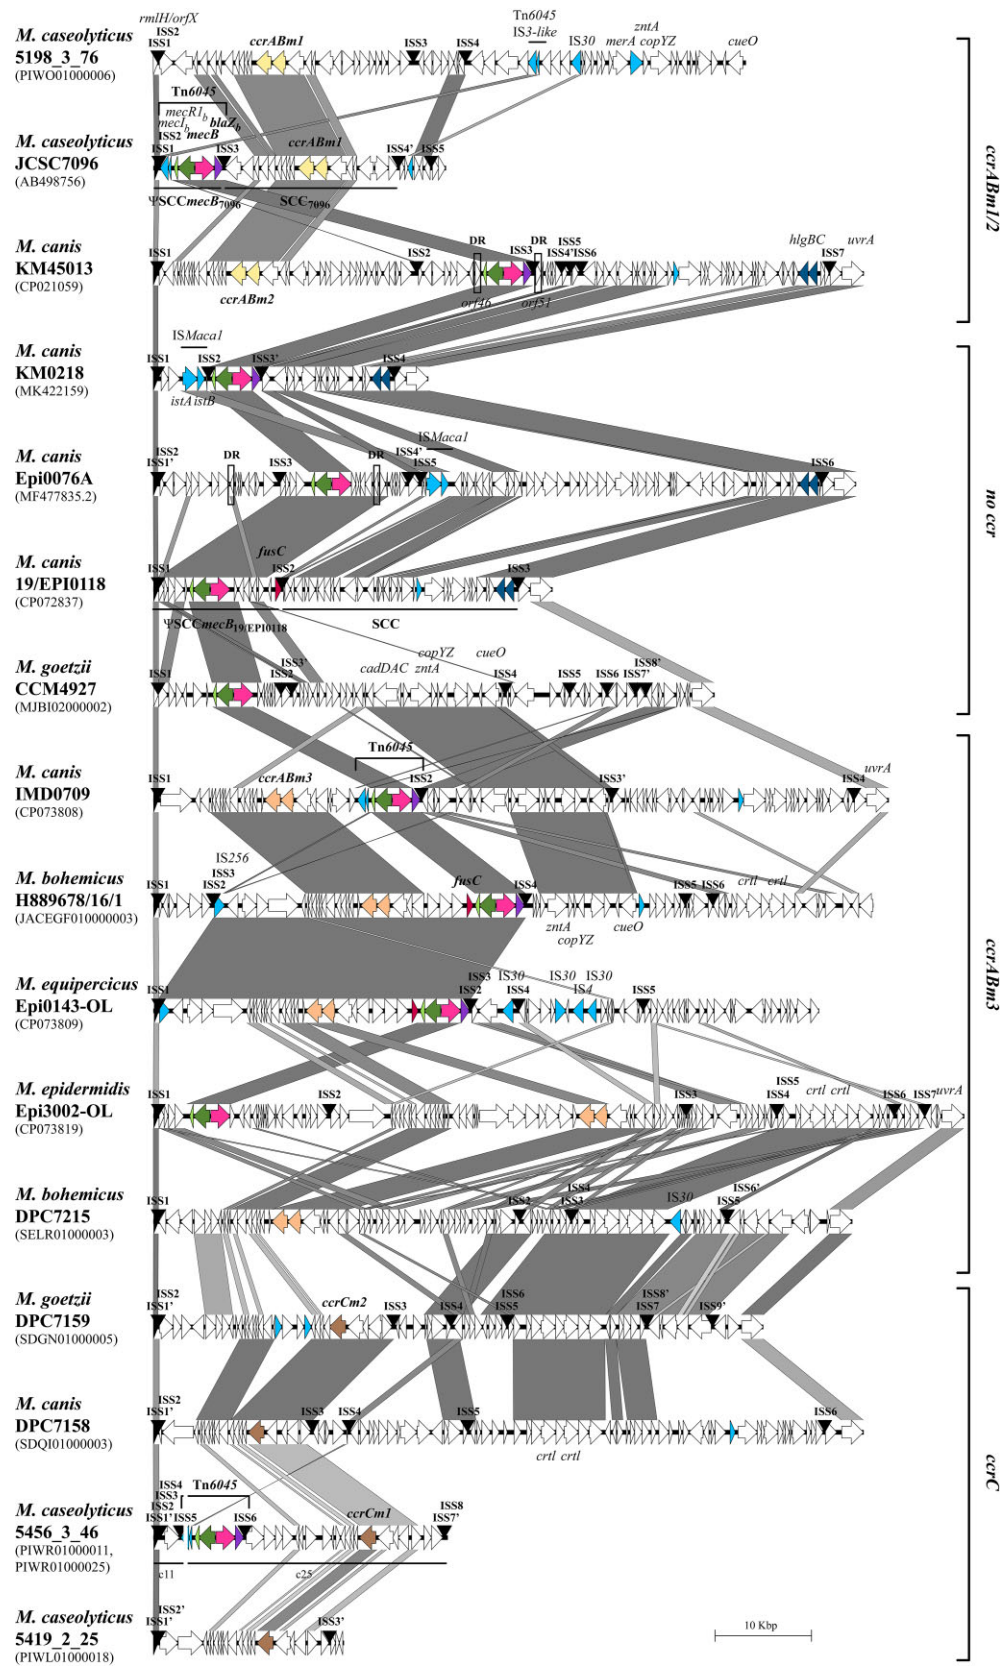 rmlH/orfX
ISS2
M. caseolyticus
5198_3_76
(PIWO01000006)
ISS1
ccrABm1
ISS3
ISS4
Tn6045
IS3-like
IS30
zntA
merA copYZ
cueO
Tn6045
mecR1b
mecIb blaZb
M. caseolyticus
JCSC7096
(AB498756)
ISS2 mecB
ISS1
ISS3
ccrABm1
ISS4'
ISS5
ΨSCCmecB7096
SCC7096
M. canis
KM45013
(CP021059)
ISS1
ccrABm2
ISS2
DR
ISS3
DR
ISS5
ISS4' ISS6
orf46
orf51
hlgBC
uvrA
ISS7
ccrABm1/2
M. canis
KM0218
(MK422159)
ISMaca1
ISS1
ISS2
ISS3'
ISS4
istA istB
M. canis
Epi0076A
(MF477835.2)
ISS2
ISS1'
DR
ISS3
DR
ISS4'
ISS5
ISMaca1
ISS6
no ccr
M. canis
19/EPI0118
(CP072837)
ISS1
fusC
ISS2
ISS3
ΨSCCmecB19/EPI0118
SCC
M. goetzii
CCM4927
(MJBI02000002)
ISS1
ISS3'
ISS2
copYZ
cueO
cadDAC
zntA
ISS4
ISS5
ISS6
ISS8'
ISS7'
M. canis
IMD0709
(CP073808)
ISS1
ccrABm3
Tn6045
ISS2
ISS3'
uvrA
ISS4
M. bohemicus
H889678/16/1
(JACEGF010000003)
ISS1
IS256
ISS3
ISS2
fusC
ISS4
zntA
copYZ
cueO
ISS5
ISS6
crtl crtl
M. equipercicus
Epi0143-OL
(CP073809)
ISS1
ISS3
ISS2
IS30
ISS4
IS30
IS30
IS4
ISS5
ccrABm3
M. epidermidis
Epi3002-OL
(CP073819)
ISS1
ISS2
ISS3
ISS5
ISS4
crtl crtl
ISS6
ISS7
uvrA
M. bohemicus
DPC7215
(SELR01000003)
ISS1
ISS2
ISS4
ISS3
IS30
ISS6'
ISS5
M. goetzii
DPC7159
(SDGN01000005)
ISS2
ISS1'
ccrCm2
ISS3
ISS4
ISS6
ISS5
ISS8'
ISS7
ISS9'
M. canis
DPC7158
(SDQI01000003)
ISS2
ISS1'
ISS3
ISS4
ISS5
crtl crtl
ISS6
ccrC
M. caseolyticus
5456_3_46
(PIWR01000011,
PIWR01000025)
ISS4
ISS3
ISS2
ISS1'
ISS5
Tn6045
ISS6
ccrCm1
ISS8
ISS7'
c11
c25
M. caseolyticus
5419_2_25
(PIWL01000018)
ISS2'
ISS1'
ISS3'
10 Kbp